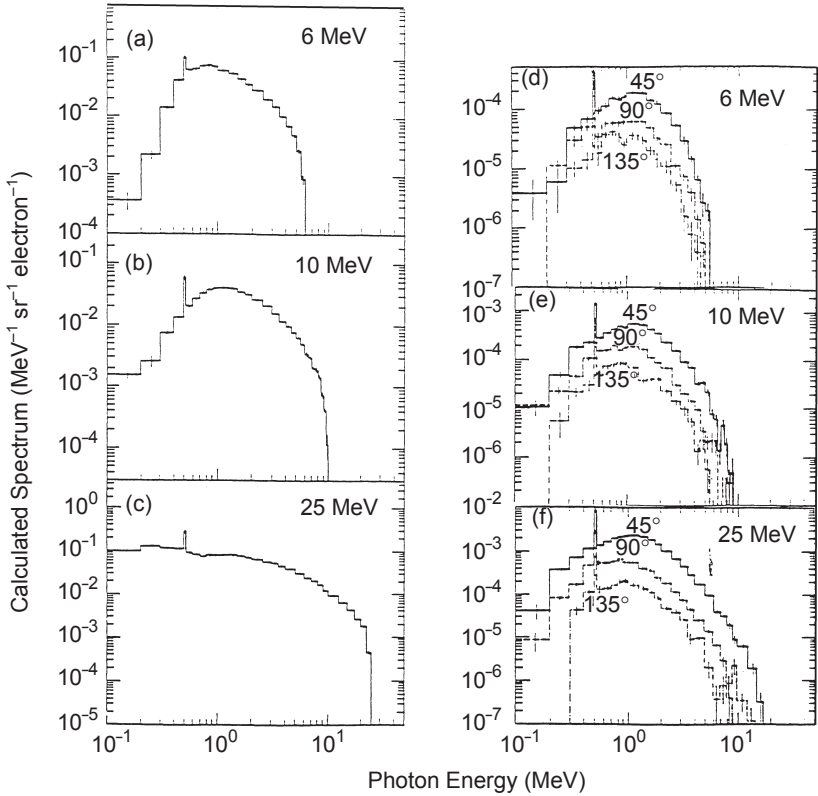 Calculated Spectrum (MeV⁻¹ sr⁻¹ electron⁻¹)
(a)
6 MeV
10⁻¹
10⁻²
10⁻³
10⁻⁴
(b)
10 MeV
10⁻¹
10⁻²
10⁻³
10⁻⁴
(c)
25 MeV
10⁰
10⁻¹
10⁻²
10⁻³
10⁻⁴
10⁻⁵
10⁻¹ 10⁰ 10¹
(d)
6 MeV
45°
90°
135°
10⁻⁴
10⁻⁵
10⁻⁶
10⁻⁷
(e)
10 MeV
45°
90°
135°
10⁻³
10⁻⁴
10⁻⁵
10⁻⁶
10⁻²
(f)
25 MeV
45°
90°
135°
10⁻³
10⁻⁴
10⁻⁵
10⁻⁶
10⁻⁷
10⁻¹ 10⁰ 10¹
Photon Energy (MeV)